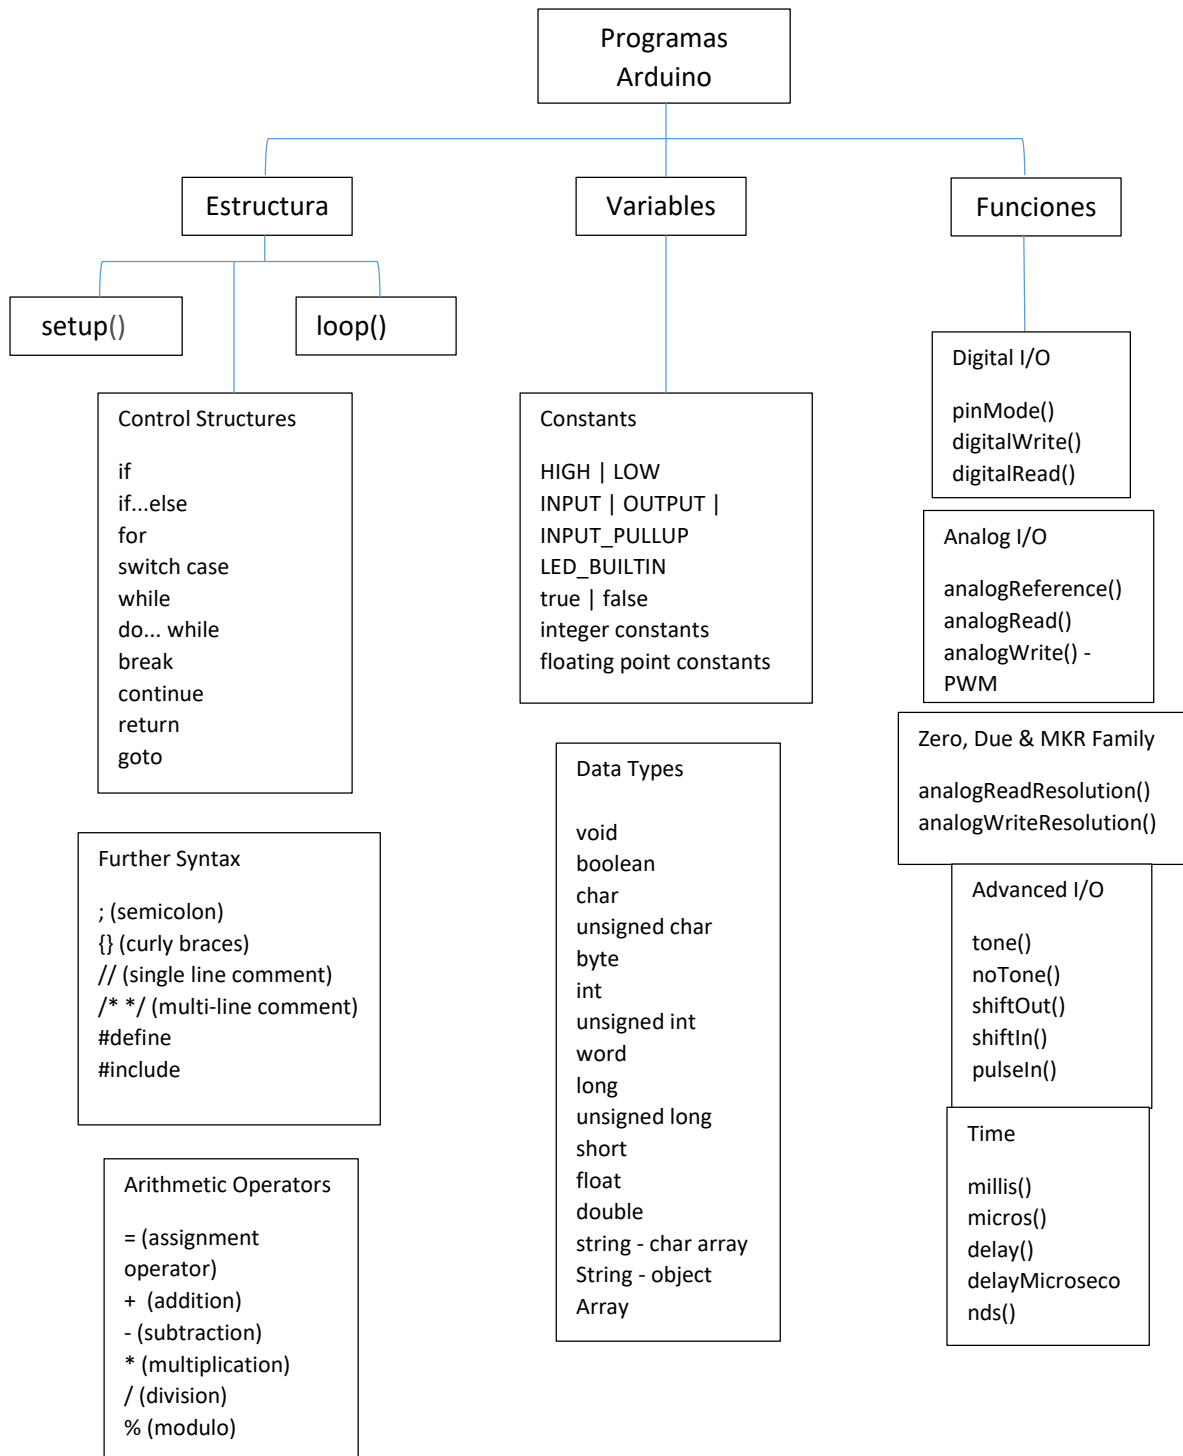 Programas
Arduino
Estructura
Variables
Funciones
setup()
loop()
Control Structures
if
if...else
for
switch case
while
do... while
break
continue
return
goto
Further Syntax
; (semicolon)
{} (curly braces)
// (single line comment)
/* */ (multi-line comment)
#define
#include
Arithmetic Operators
= (assignment
operator)
+  (addition)
- (subtraction)
* (multiplication)
/ (division)
% (modulo)
Constants
HIGH | LOW
INPUT | OUTPUT |
INPUT_PULLUP
LED_BUILTIN
true | false
integer constants
floating point constants
Data Types
void
boolean
char
unsigned char
byte
int
unsigned int
word
long
unsigned long
short
float
double
string - char array
String - object
Array
Digital I/O
pinMode()
digitalWrite()
digitalRead()
Analog I/O
analogReference()
analogRead()
analogWrite() -
PWM
Zero, Due & MKR Family
analogReadResolution()
analogWriteResolution()
Advanced I/O
tone()
noTone()
shiftOut()
shiftIn()
pulseIn()
Time
millis()
micros()
delay()
delayMicroseco
nds()